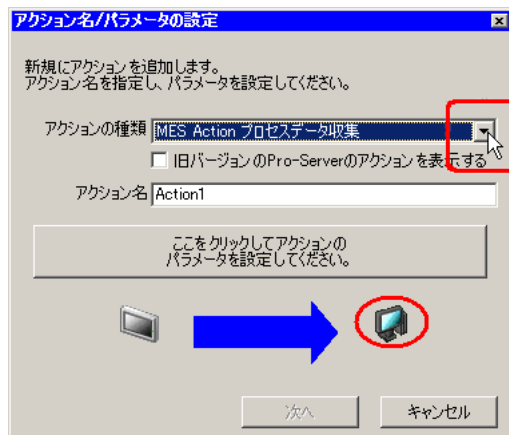 アクション名/パラメータの設定
新規にアクションを追加します。
アクション名を指定し、パラメータを設定してください。
アクションの種類 MES Action プロセスデータ収集
旧バージョンのPro-Serverのアクションを表示する
アクション名 Action1
ここをクリックしてアクションの
パラメータを設定してください。
次へ キャンセル